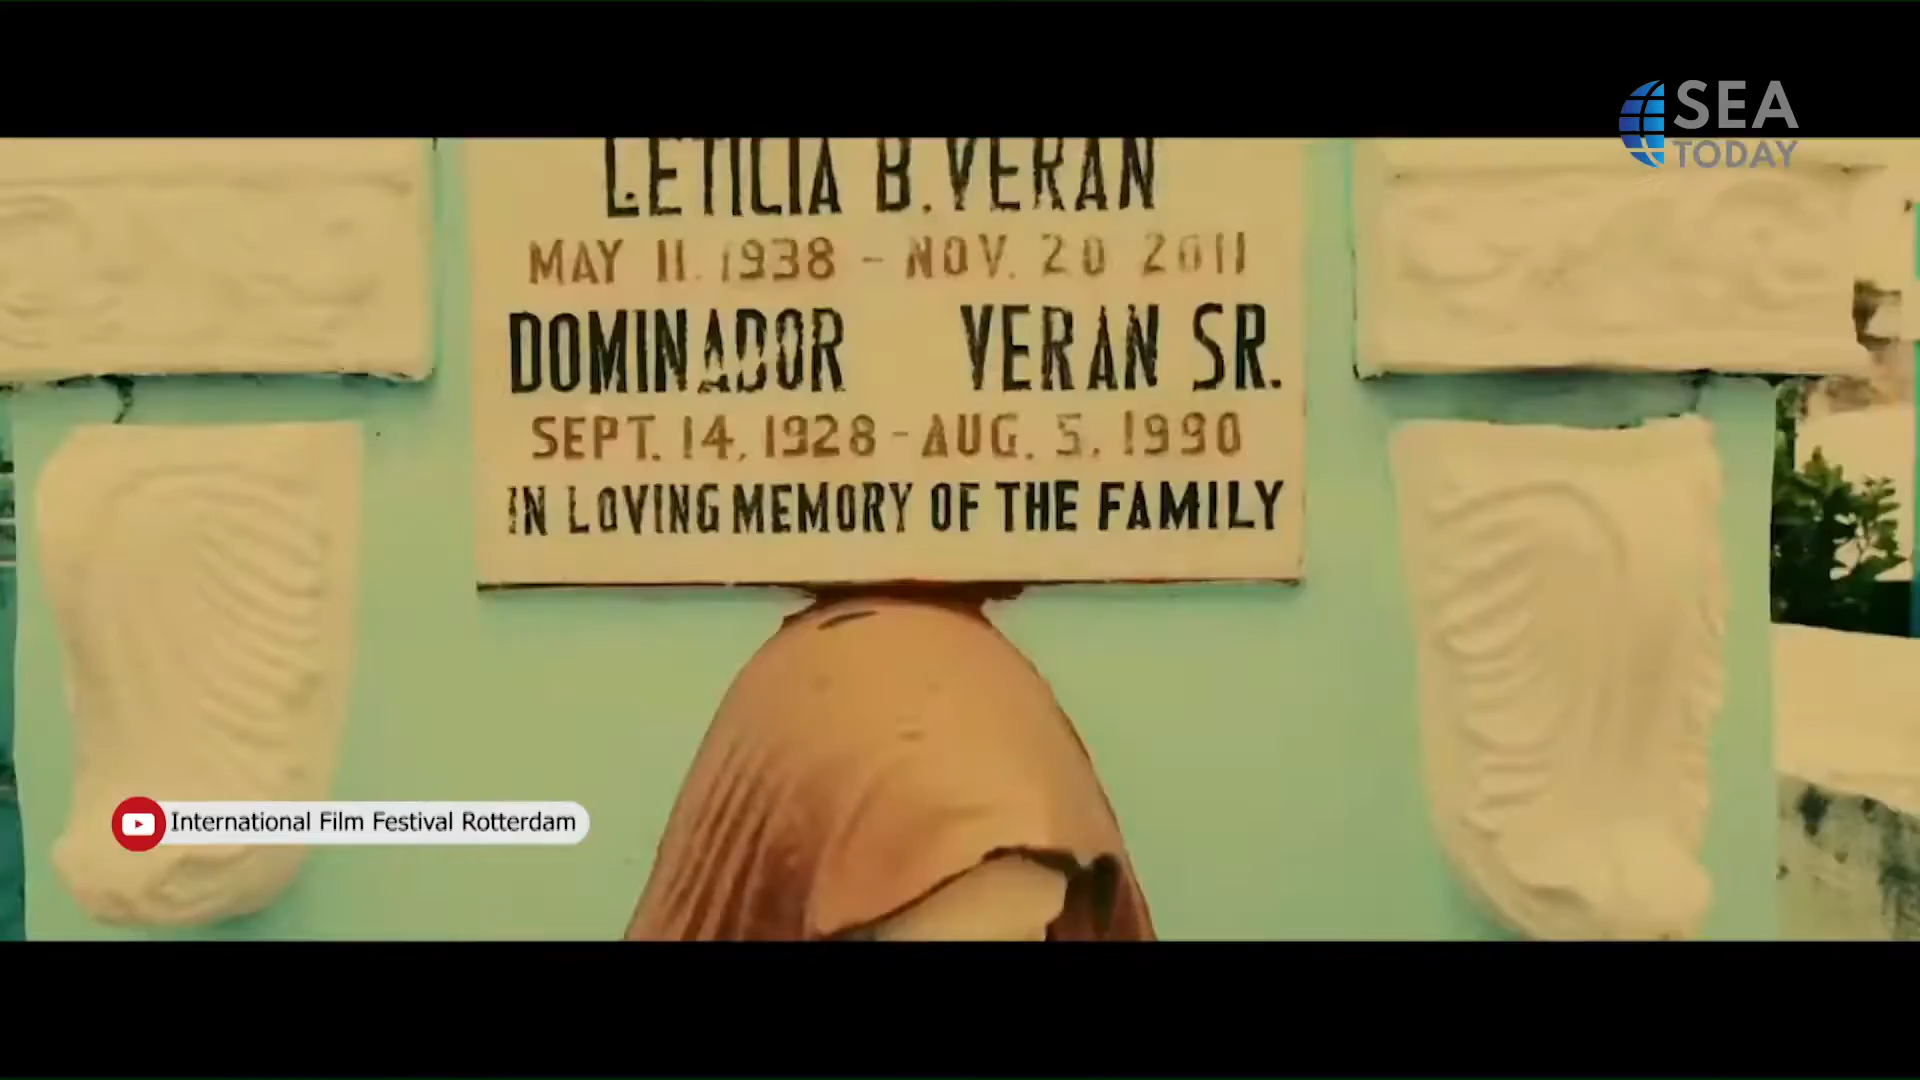 SEA
TODAY
LETICIA B. VERAN
MAY 11. 1938 - NOV. 20 2011
DOMINADOR VERAN SR.
SEPT. 14, 1928 - AUG. 5, 1990
IN LOVING MEMORY OF THE FAMILY
International Film Festival Rotterdam